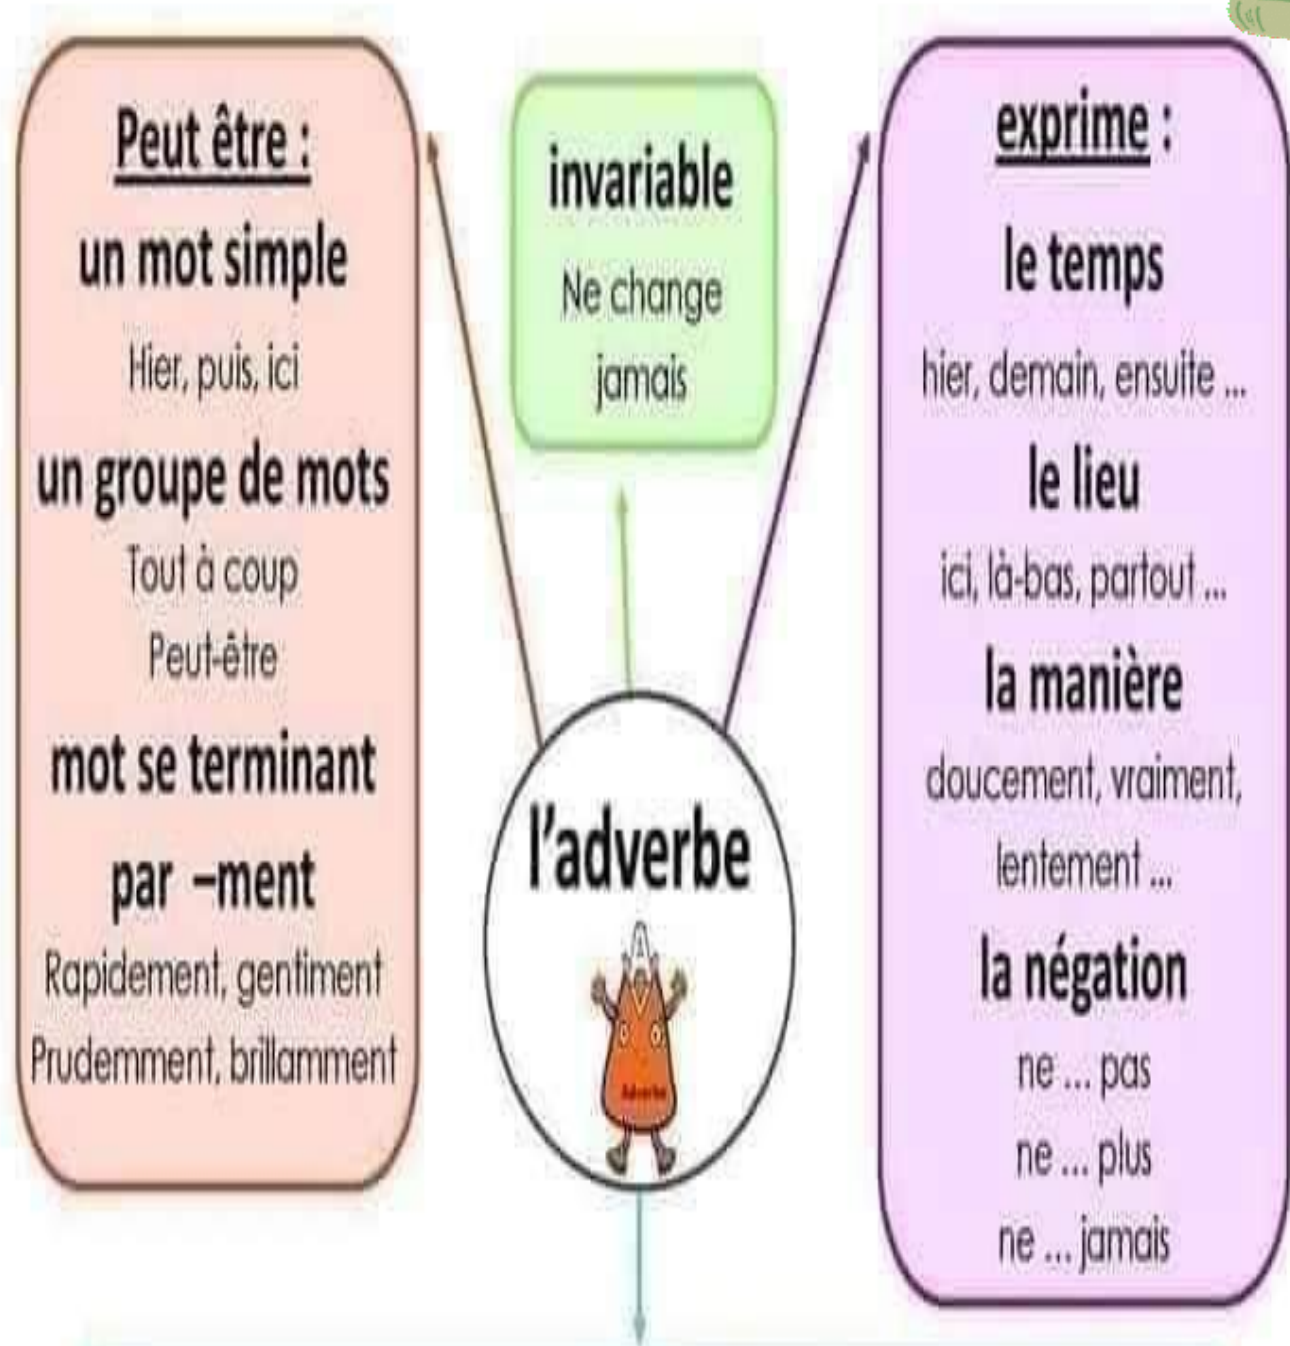 Peut être :
un mot simple
Hier, puis, ici
un groupe de mots
Tout à coup
Peut-être
mot se terminant
par –ment
Rapidement, gentiment
Prudemment, brillamment
invariable
Ne change
jamais
exprime :
le temps
hier, demain, ensuite ...
le lieu
ici, là-bas, partout ...
la manière
doucement, vraiment,
lentement ...
la négation
ne ... pas
ne ... plus
ne ... jamais
l'adverbe
Adverbe